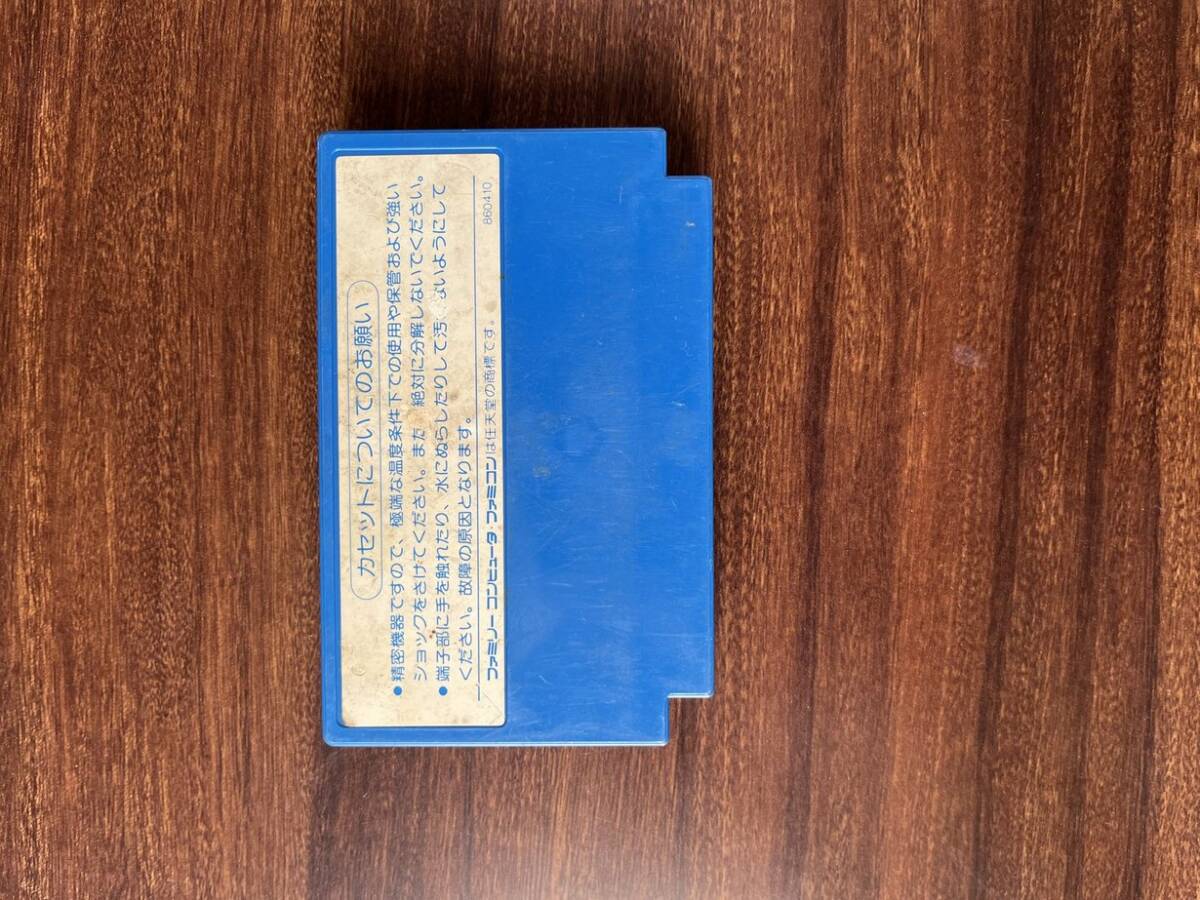 カセットについてのお願い
●精密機器ですので、極端な温度条件下での使用や保管および強い
ショックをさけてください。また 絶対に分解しないでください。
●端子部に手を触れたり、水にぬらしたりして汚 ないようにして
ください。故障の原因となります。
ファミリー コンピュータ・ファミコンは任天堂の商標です。
860410